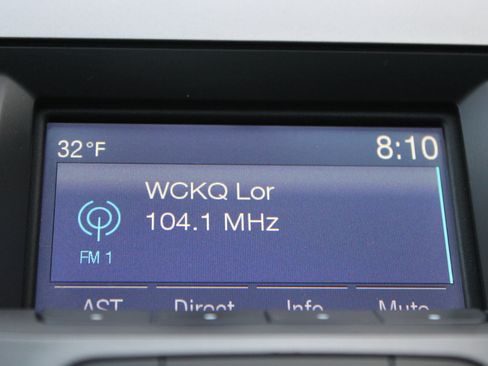 32°F 8:10
WCKQ Lor
104.1 MHz
FM 1
AST Direct Info Mute